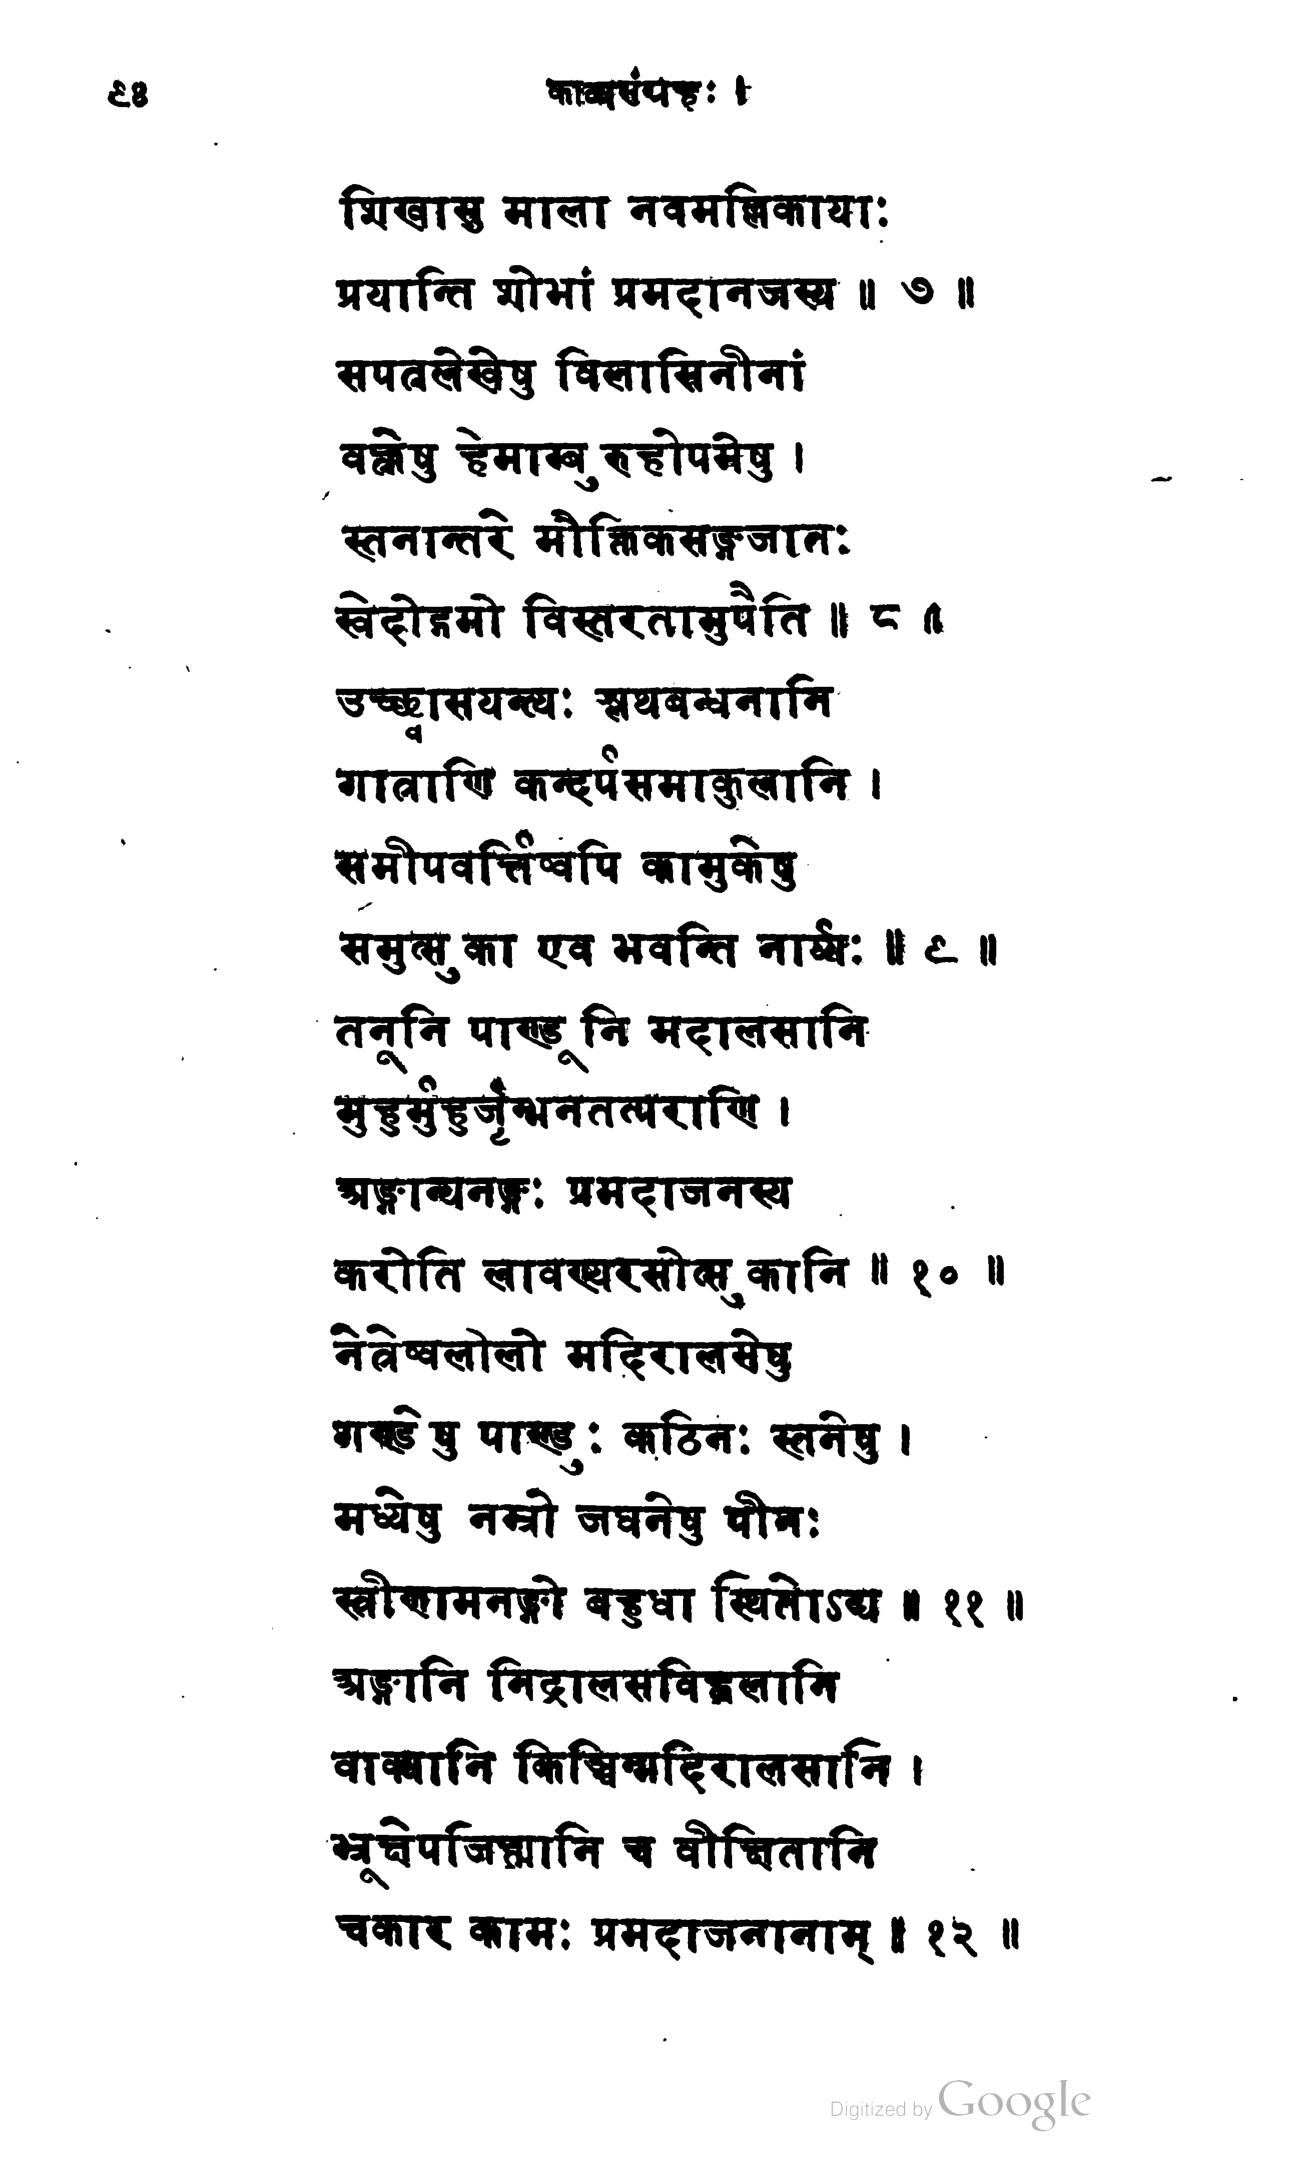 ९४
काव्यसंग्रहः ।
शिखासु माला नवमल्लिकायाः
प्रयान्ति शोभां प्रमदानजस्य ॥ ७ ॥
सपत्रलेखेषु विलासिनीनां
वक्त्रेषु हेमाम्बुरुहोपमेषु ।
स्तनान्तरे मौक्तिकसङ्गजातः
स्वेदोद्गमो विस्तरतामुपैति ॥ ८ ॥
उच्छ्वासयन्त्यः श्लथबन्धनानि
गात्राणि कन्दर्पसमाकुलानि ।
समीपवर्त्तिष्वपि कामुकेषु
समुत्सुका एव भवन्ति नार्य्यः ॥ ९ ॥
तनूनि पाण्डूनि मदालसानि
मुहुर्मुहुर्जृम्भनतत्पराणि ।
अङ्गान्यनङ्गः प्रमदाजनस्य
करोति लावण्यरसोत्सुकानि ॥ १० ॥
नेत्रेष्वलोलो मदिरालसेषु
गण्डेषु पाण्डुः कठिनः स्तनेषु ।
मध्येषु नम्रो जघनेषु पीनः
स्त्रीणामनङ्गो बहुधा स्थितोऽद्य ॥ ११ ॥
अङ्गानि निद्रालसविह्वलानि
वाक्यानि किञ्चिन्मदिरालसानि ।
भ्रूक्षेपजिह्मानि च वीक्षितानि
चकार कामः प्रमदाजनानाम् ॥ १२ ॥
Digitized by Google